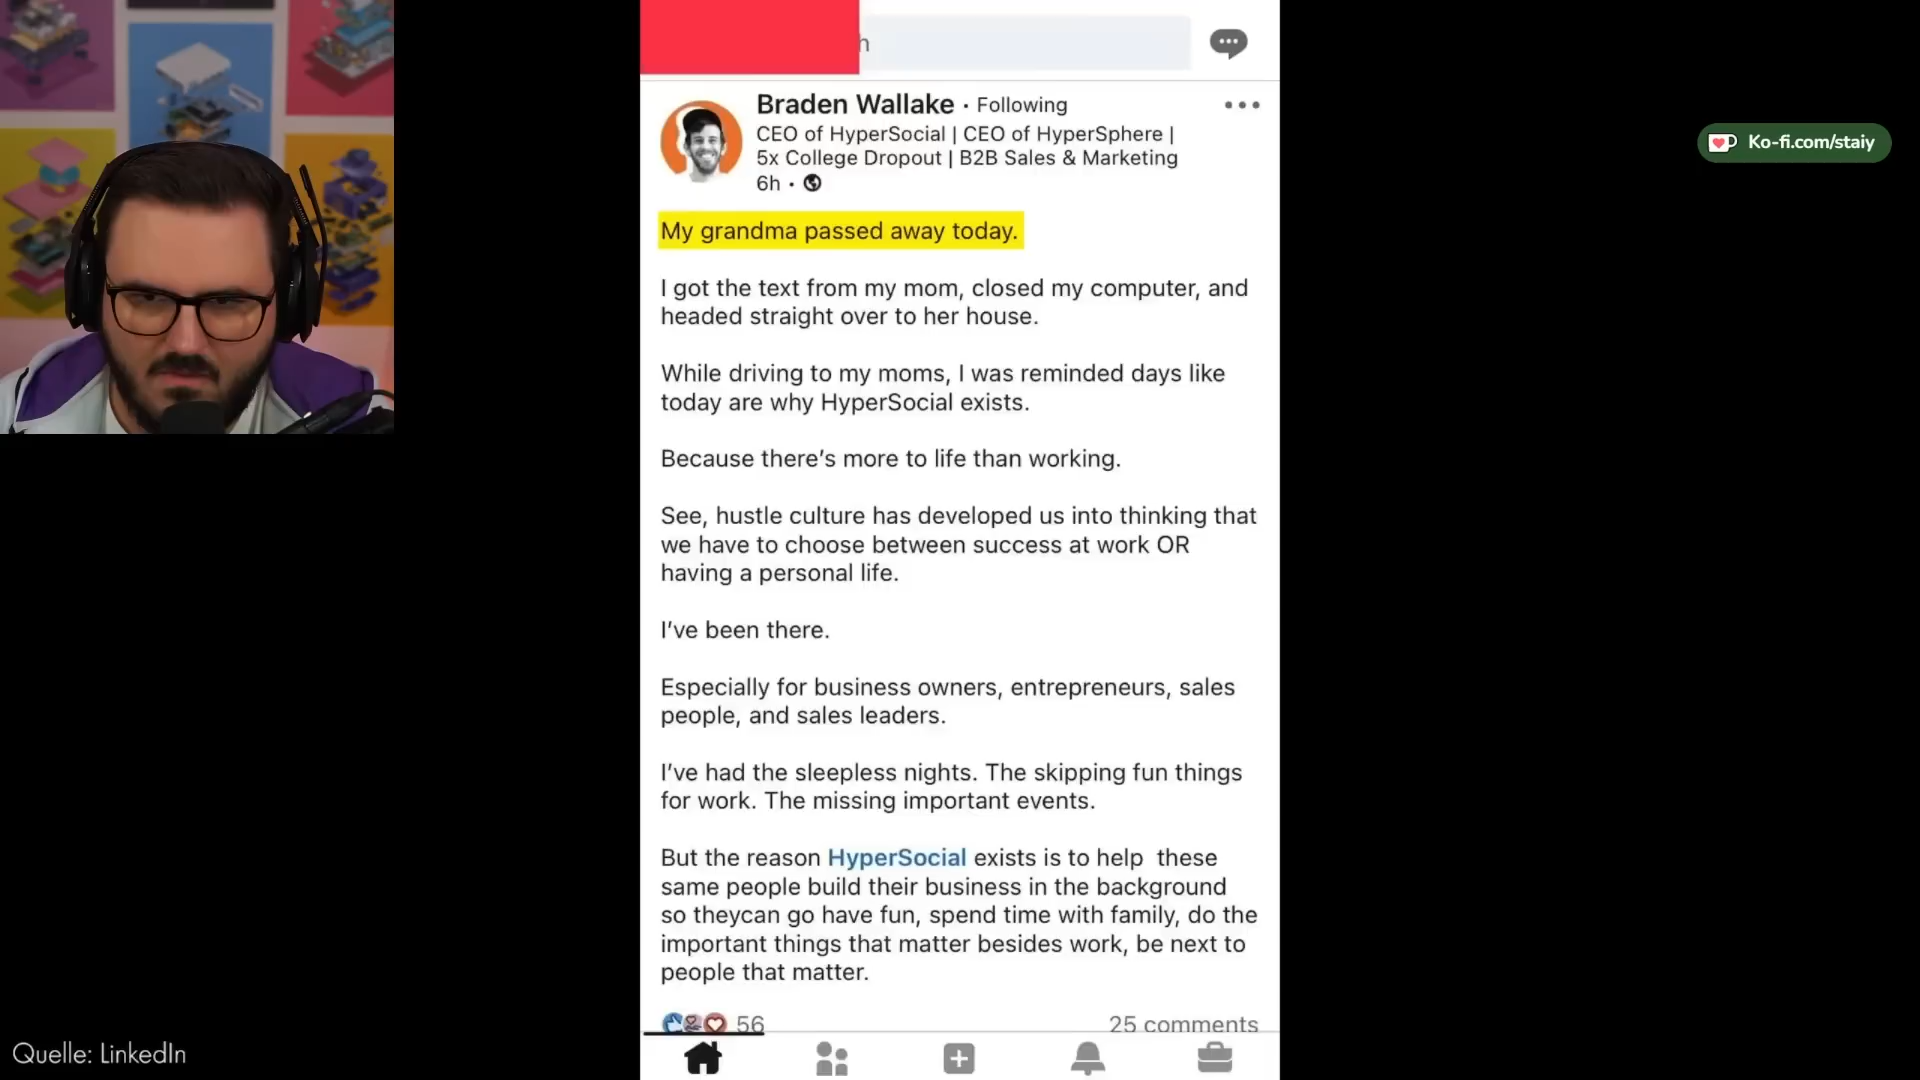 h
Braden Wallake · Following
CEO of HyperSocial | CEO of HyperSphere |
5x College Dropout | B2B Sales & Marketing
6h ·
My grandma passed away today.
I got the text from my mom, closed my computer, and
headed straight over to her house.
While driving to my moms, I was reminded days like
today are why HyperSocial exists.
Because there’s more to life than working.
See, hustle culture has developed us into thinking that
we have to choose between success at work OR
having a personal life.
I’ve been there.
Especially for business owners, entrepreneurs, sales
people, and sales leaders.
I’ve had the sleepless nights. The skipping fun things
for work. The missing important events.
But the reason HyperSocial exists is to help  these
same people build their business in the background
so theycan go have fun, spend time with family, do the
important things that matter besides work, be next to
people that matter.
56
25 comments
Ko-fi.com/staiy
Quelle: LinkedIn